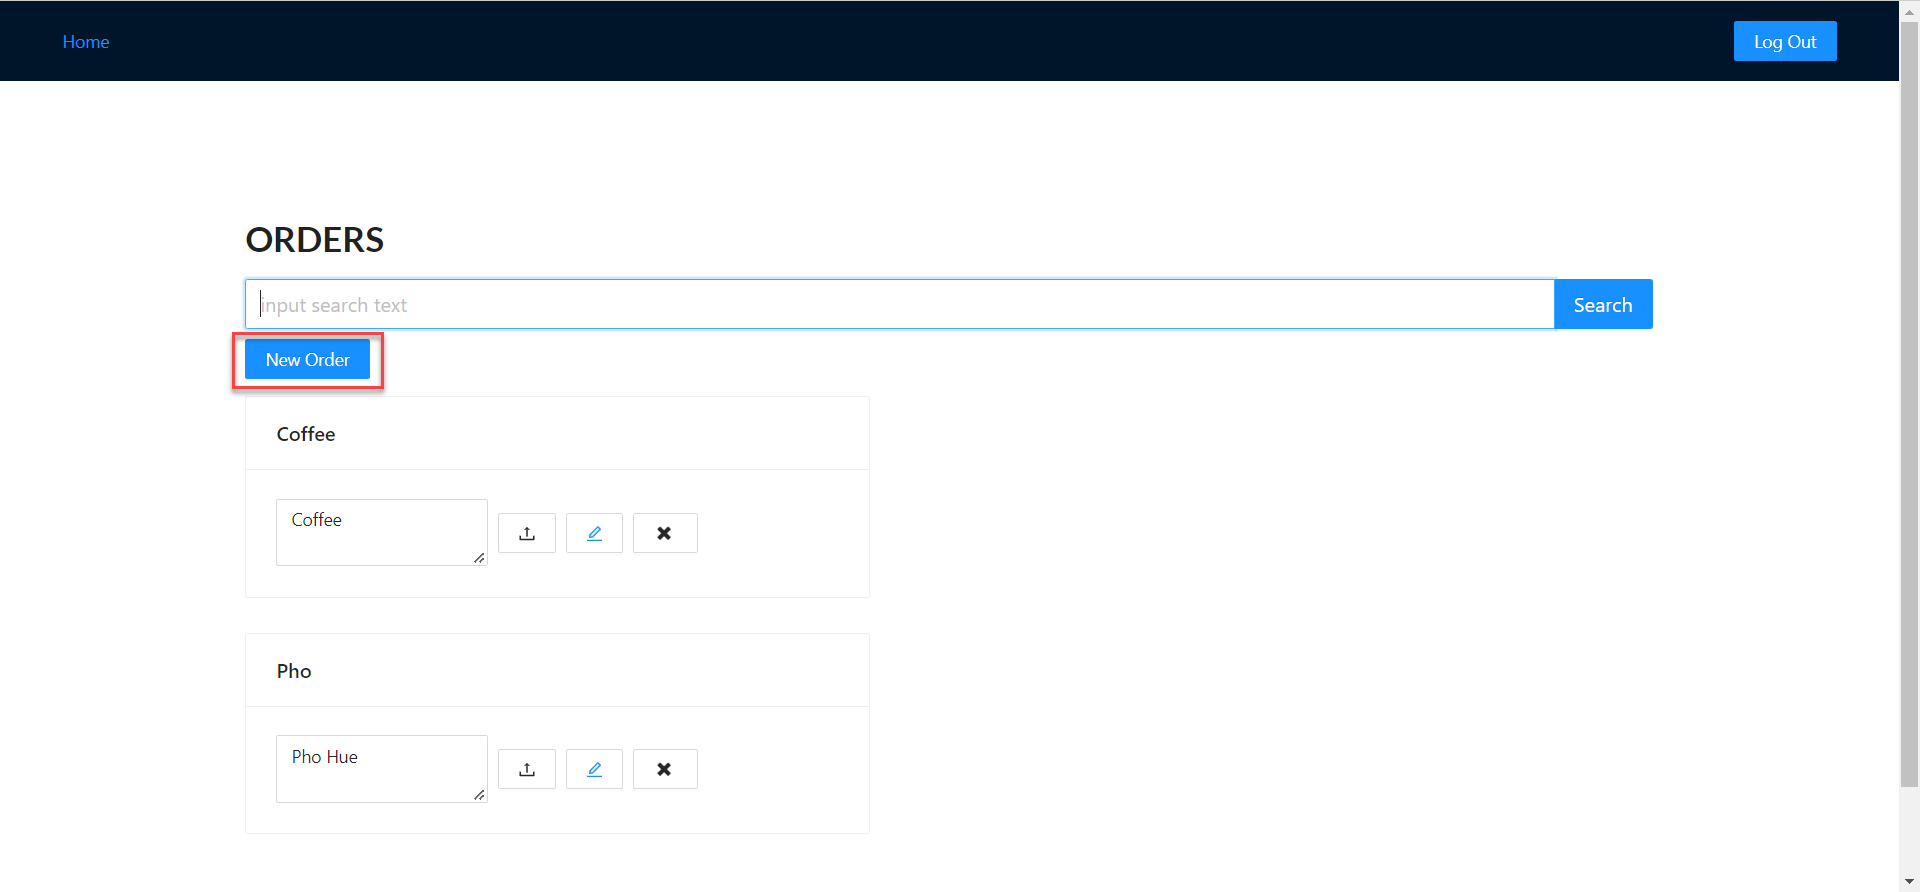 Home
Log Out
ORDERS
input search text
Search
New Order
Coffee
Coffee
Pho
Pho Hue